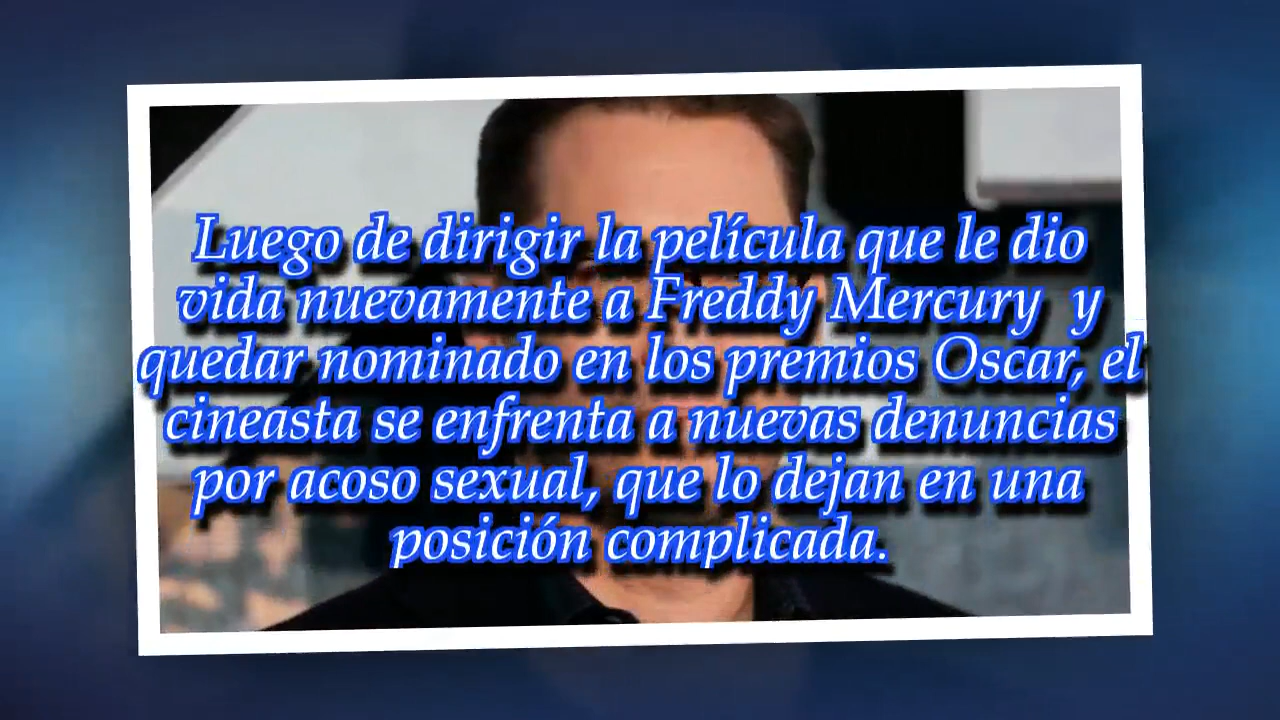 Luego de dirigir la película que le dio
vida nuevamente a Freddy Mercury y
quedar nominado en los premios Oscar, el
cineasta se enfrenta a nuevas denuncias
por acoso sexual, que lo dejan en una
posición complicada.